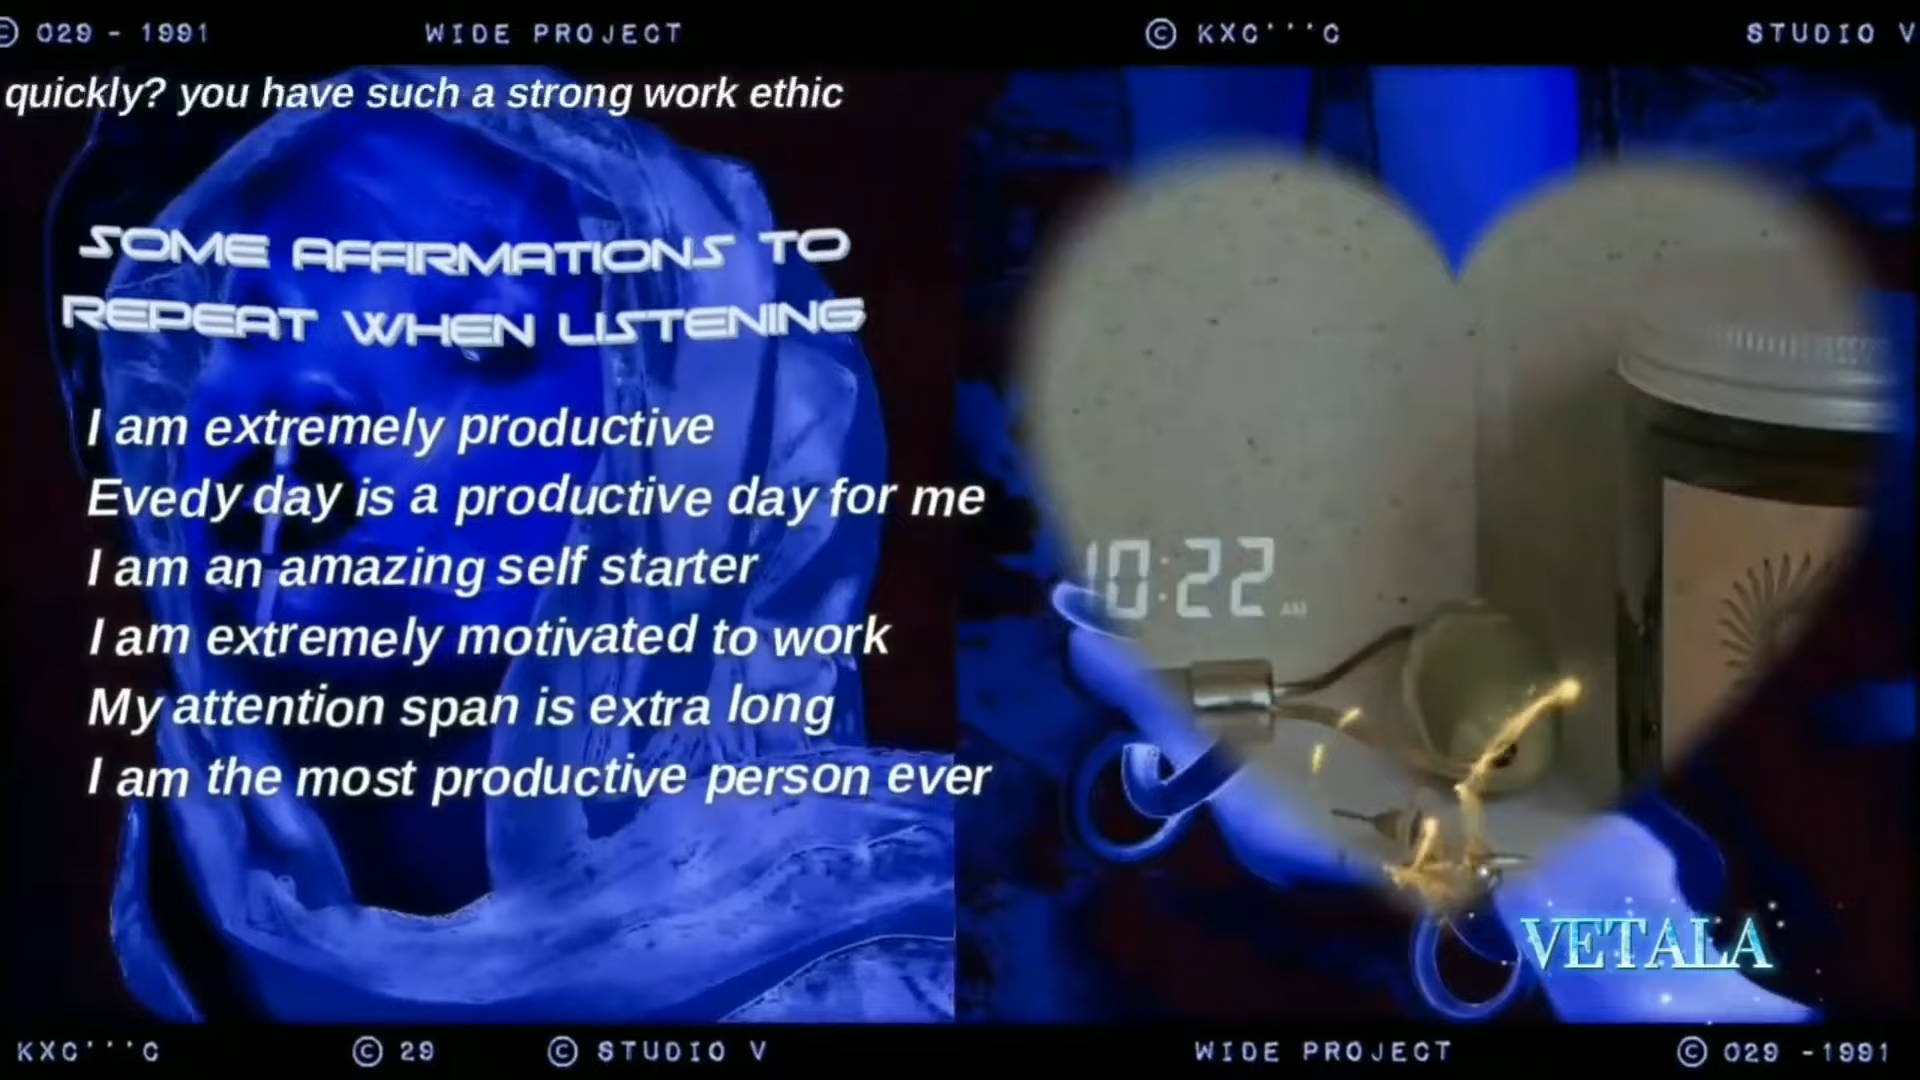 © 029 - 1991 WIDE PROJECT © KXC'''C STUDIO V
quickly? you have such a strong work ethic
SOME AFFIRMATIONS TO
REPEAT WHEN LISTENING
I am extremely productive
Evedy day is a productive day for me
I am an amazing self starter
I am extremely motivated to work
My attention span is extra long
I am the most productive person ever
10:22 AM
VETALA
KXC'''C © 29 © STUDIO V WIDE PROJECT © 029 -1991